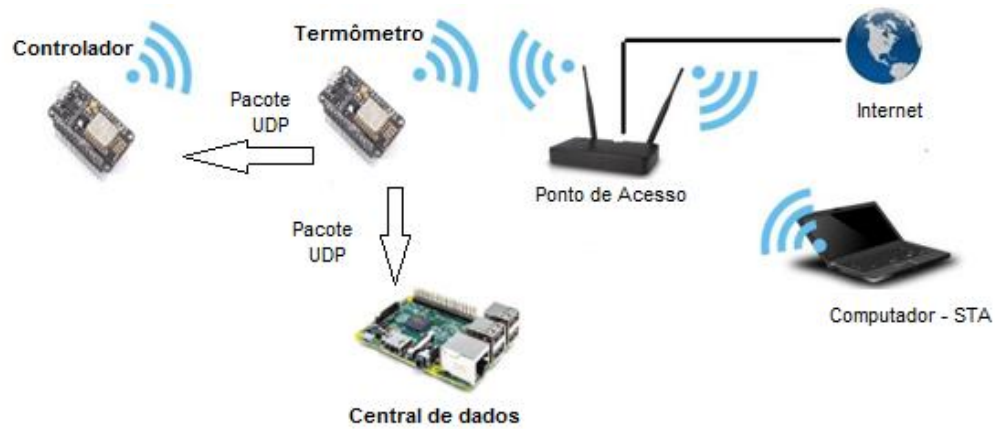 Controlador
Termômetro
Pacote
UDP
Internet
Ponto de Acesso
Pacote
UDP
Computador - STA
Central de dados